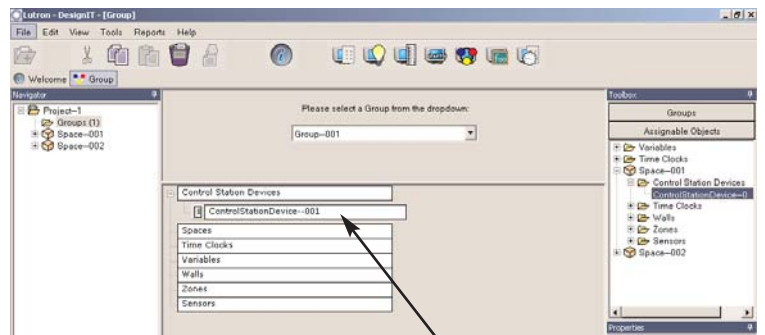 Lutron - DesignIT - [Group]
File Edit View Tools Reports Help
Welcome Group
Navigator
Project--1
Groups (1)
Space--001
Space--002
Please select a Group from the dropdown:
Group--001
Control Station Devices
ControlStationDevice--001
Spaces
Time Clocks
Variables
Walls
Zones
Sensors
Toolbox
Groups
Assignable Objects
Variables
Time Clocks
Space--001
Control Station Devices
ControlStationDevice--0
Time Clocks
Walls
Zones
Sensors
Space--002
Properties